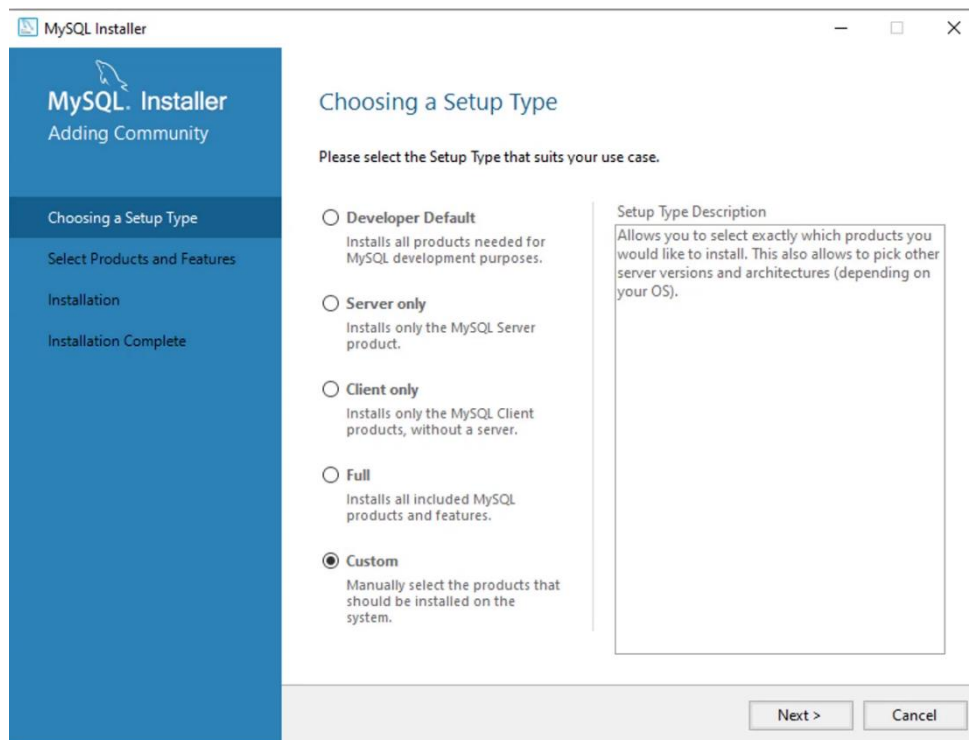 MySQL Installer
MySQL. Installer
Adding Community
Choosing a Setup Type
Select Products and Features
Installation
Installation Complete
Choosing a Setup Type
Please select the Setup Type that suits your use case.
Developer Default
Installs all products needed for
MySQL development purposes.
Server only
Installs only the MySQL Server
product.
Client only
Installs only the MySQL Client
products, without a server.
Full
Installs all included MySQL
products and features.
Custom
Manually select the products that
should be installed on the
system.
Setup Type Description
Allows you to select exactly which products you
would like to install. This also allows to pick other
server versions and architectures (depending on
your OS).
Next >
Cancel